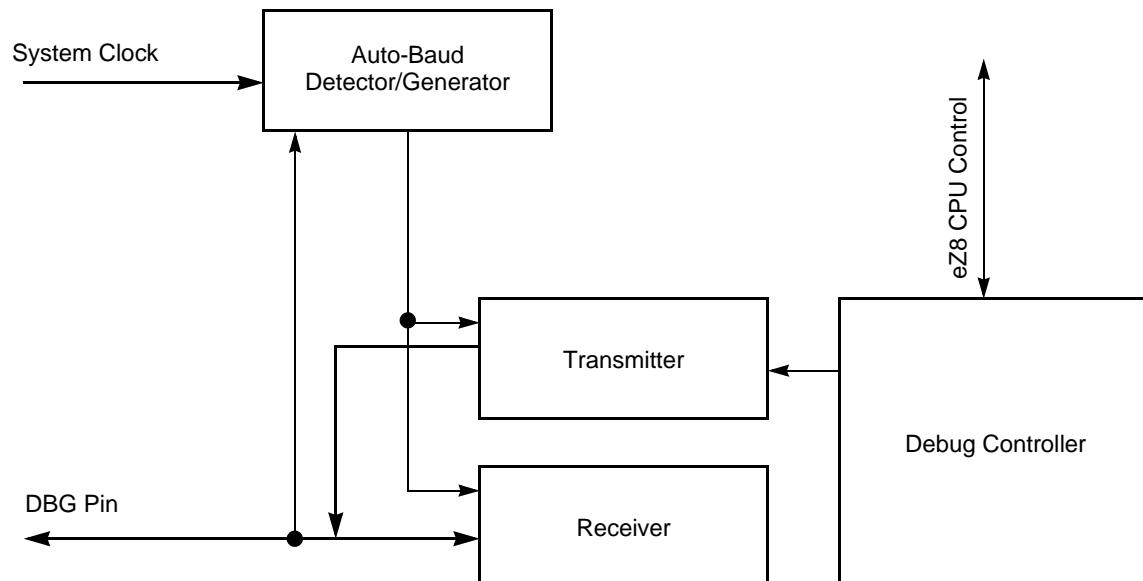 System Clock
Auto-Baud
Detector/Generator
eZ8 CPU Control
Transmitter
Debug Controller
DBG Pin
Receiver